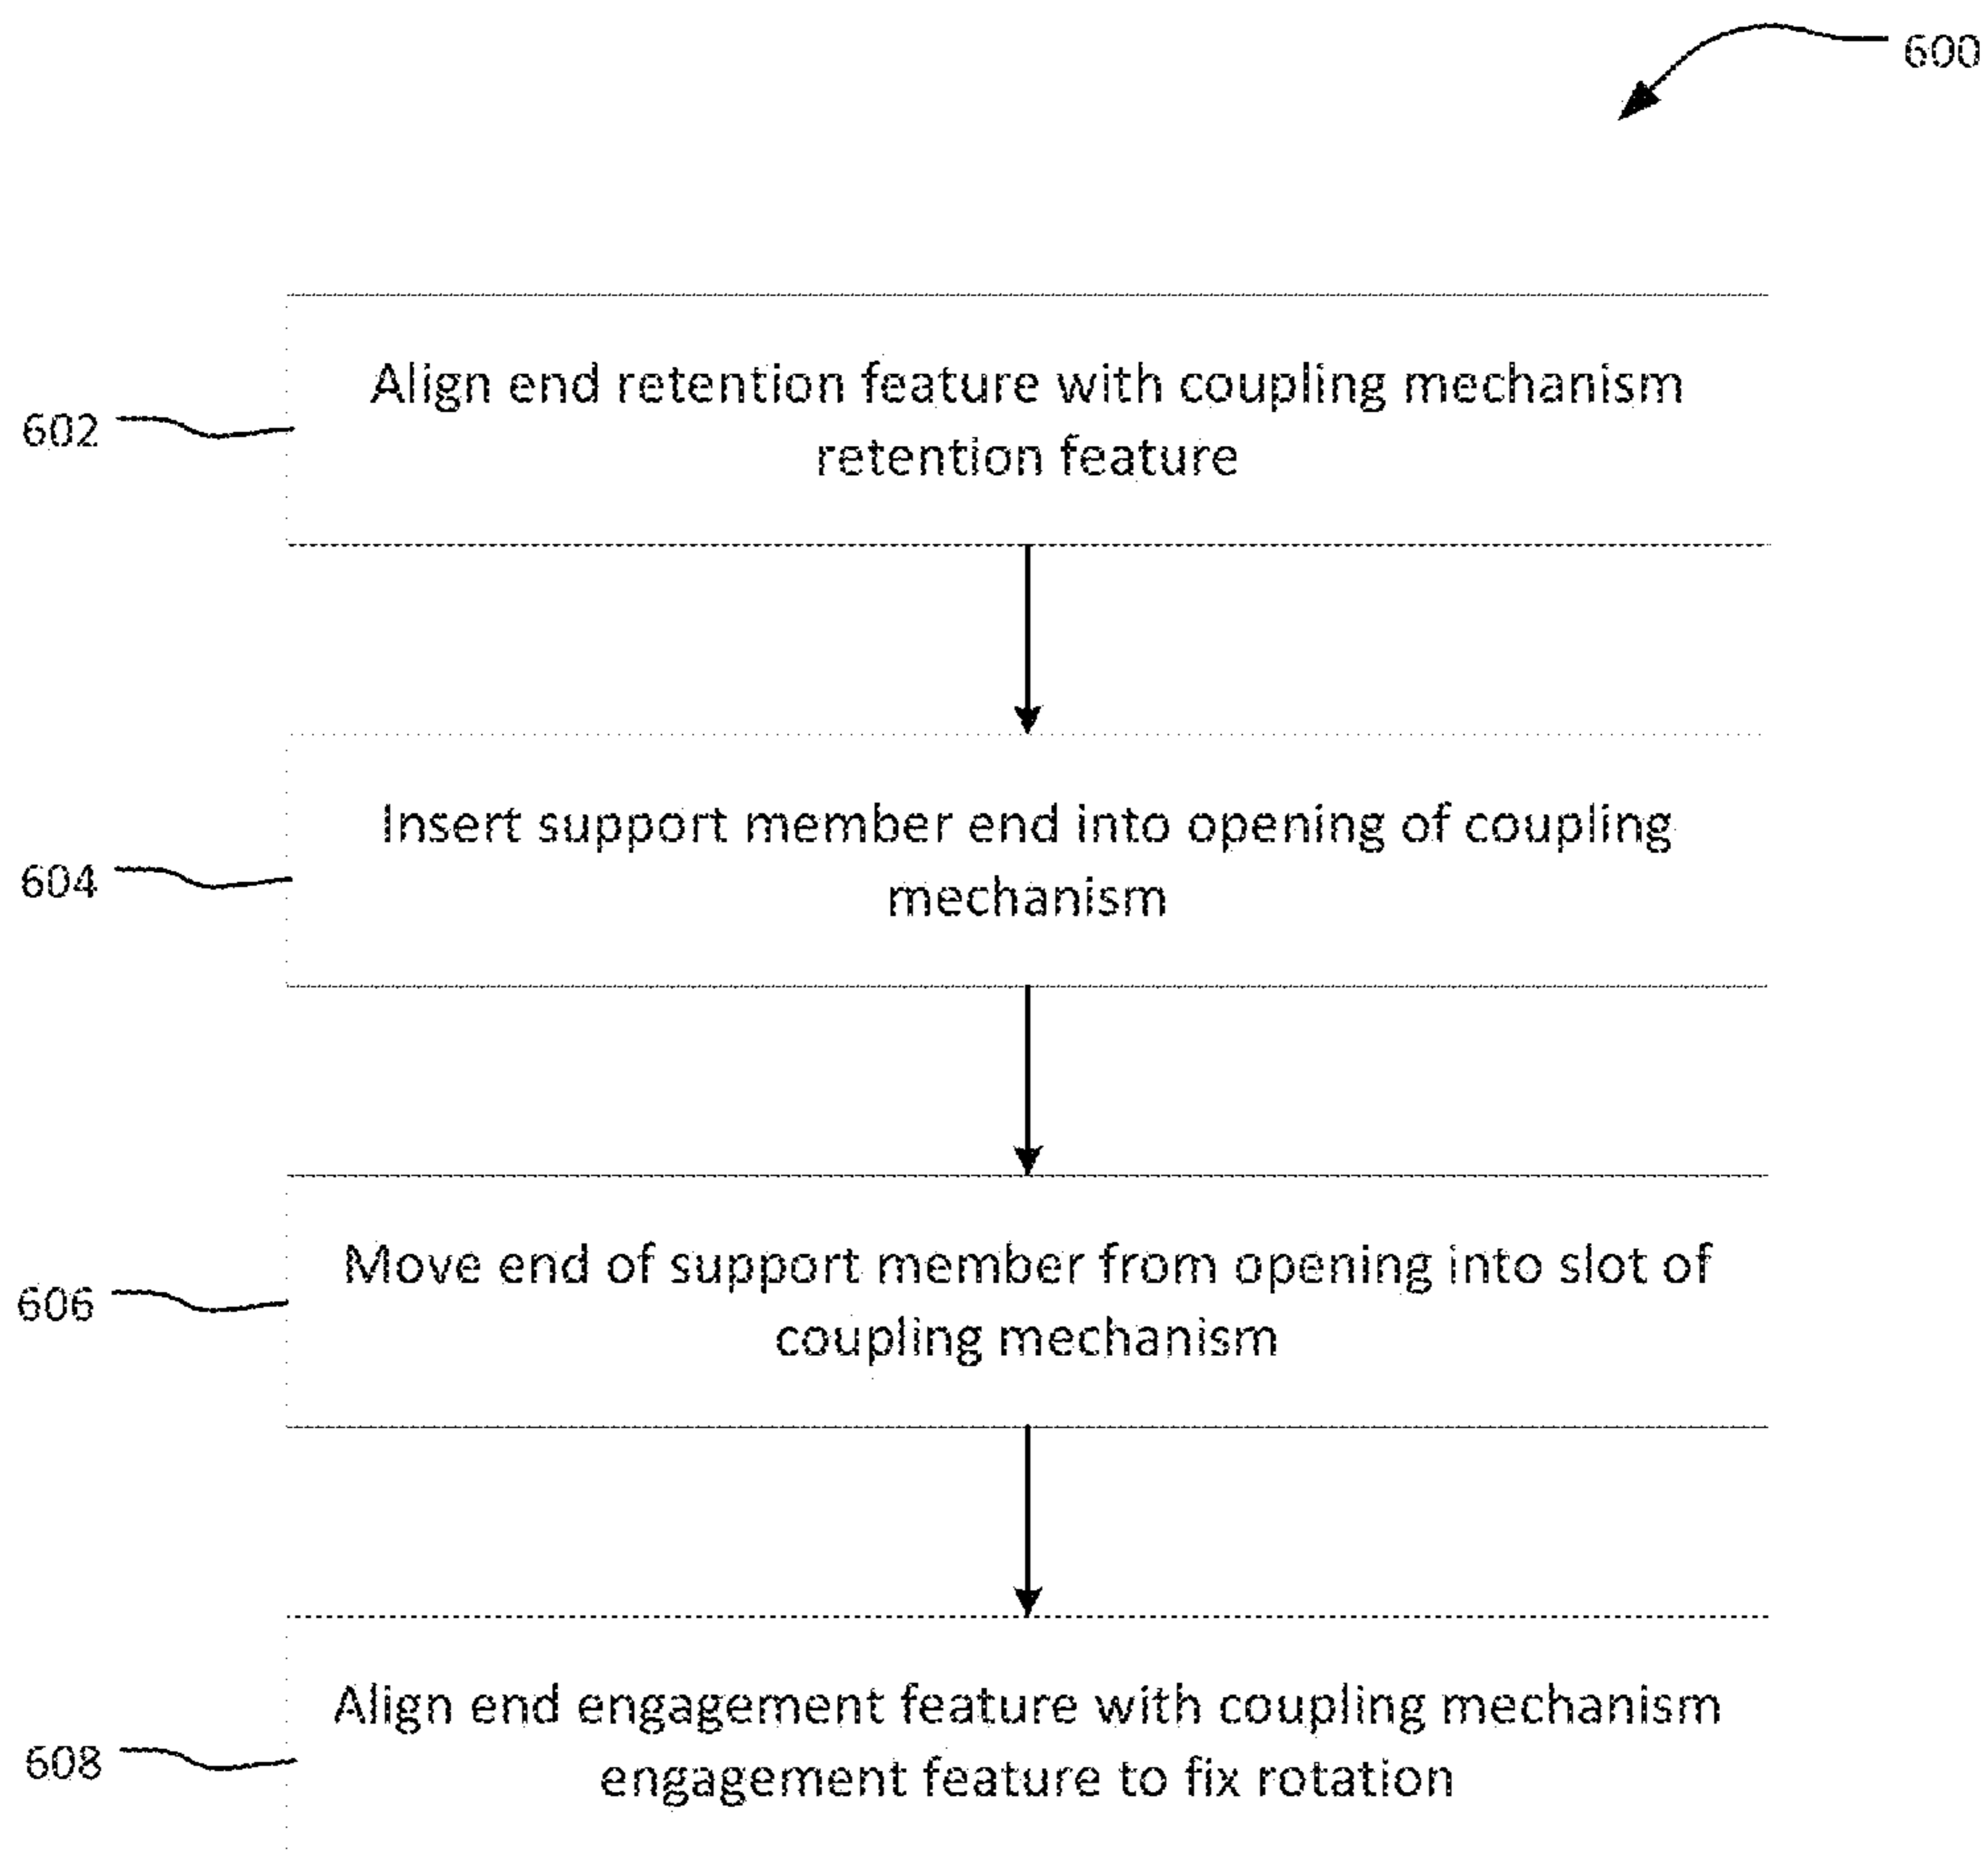 600
Align end retention feature with coupling mechanism
retention feature
602
Insert support member end into opening of coupling
mechanism
604
Move end of support member from opening into slot of
coupling mechanism
606
Align end engagement feature with coupling mechanism
engagement feature to fix rotation
608